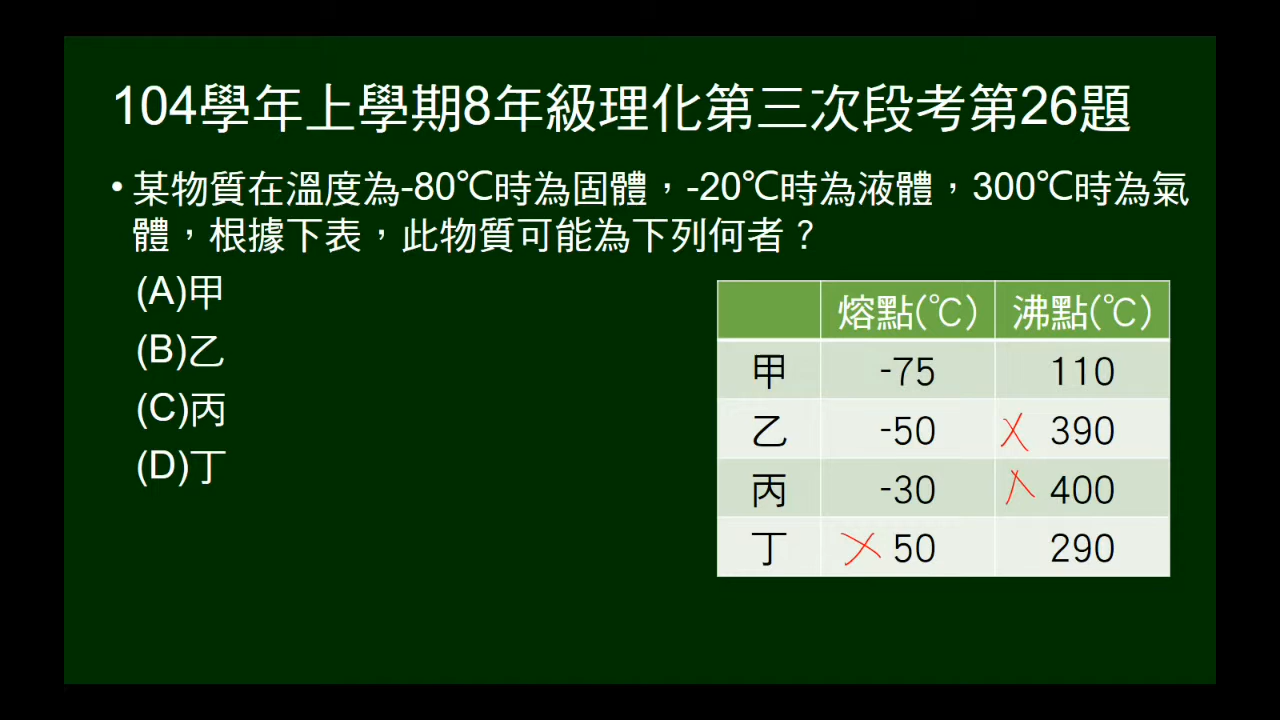 104學年上學期8年級理化第三次段考第26題
• 某物質在溫度為-80℃時為固體，-20℃時為液體，300℃時為氣
體，根據下表，此物質可能為下列何者？
(A)甲
(B)乙
(C)丙
(D)丁
熔點(℃) 沸點(℃)
甲 -75 110
乙 -50 390
丙 -30 400
丁 50 290